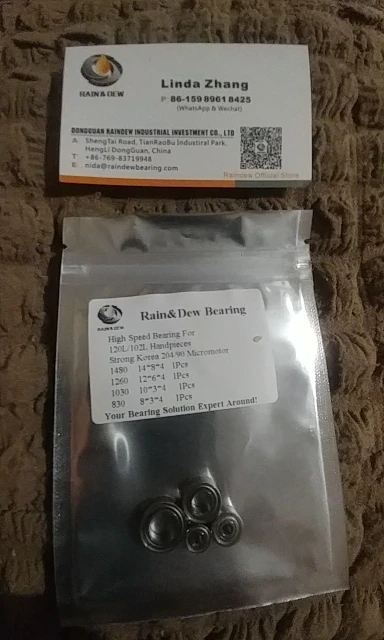 RAIN & DEW
Linda Zhang
P: 86-159 8961 8425
(WhatsApp & Wechat)
DONGGUAN RAINDEW INDUSTRIAL INVESTMENT CO., LTD
A: ShengTai Road, TianRaoBu Industiral Park,
HengLi DongGuan, China
T: +86-769-83719948
E: nida@raindewbearing.com
Raindew Official Store
RAIN & DEW
Rain&Dew Bearing
High Speed Bearing For
120L/102L Handpieces
Strong Korea 204/90 Micromotor
1480 14*8*4 1Pcs
1260 12*6*4 1Pcs
1030 10*3*4 1Pcs
830 8*3*4 1Pcs
Your Bearing Solution Expert Around!